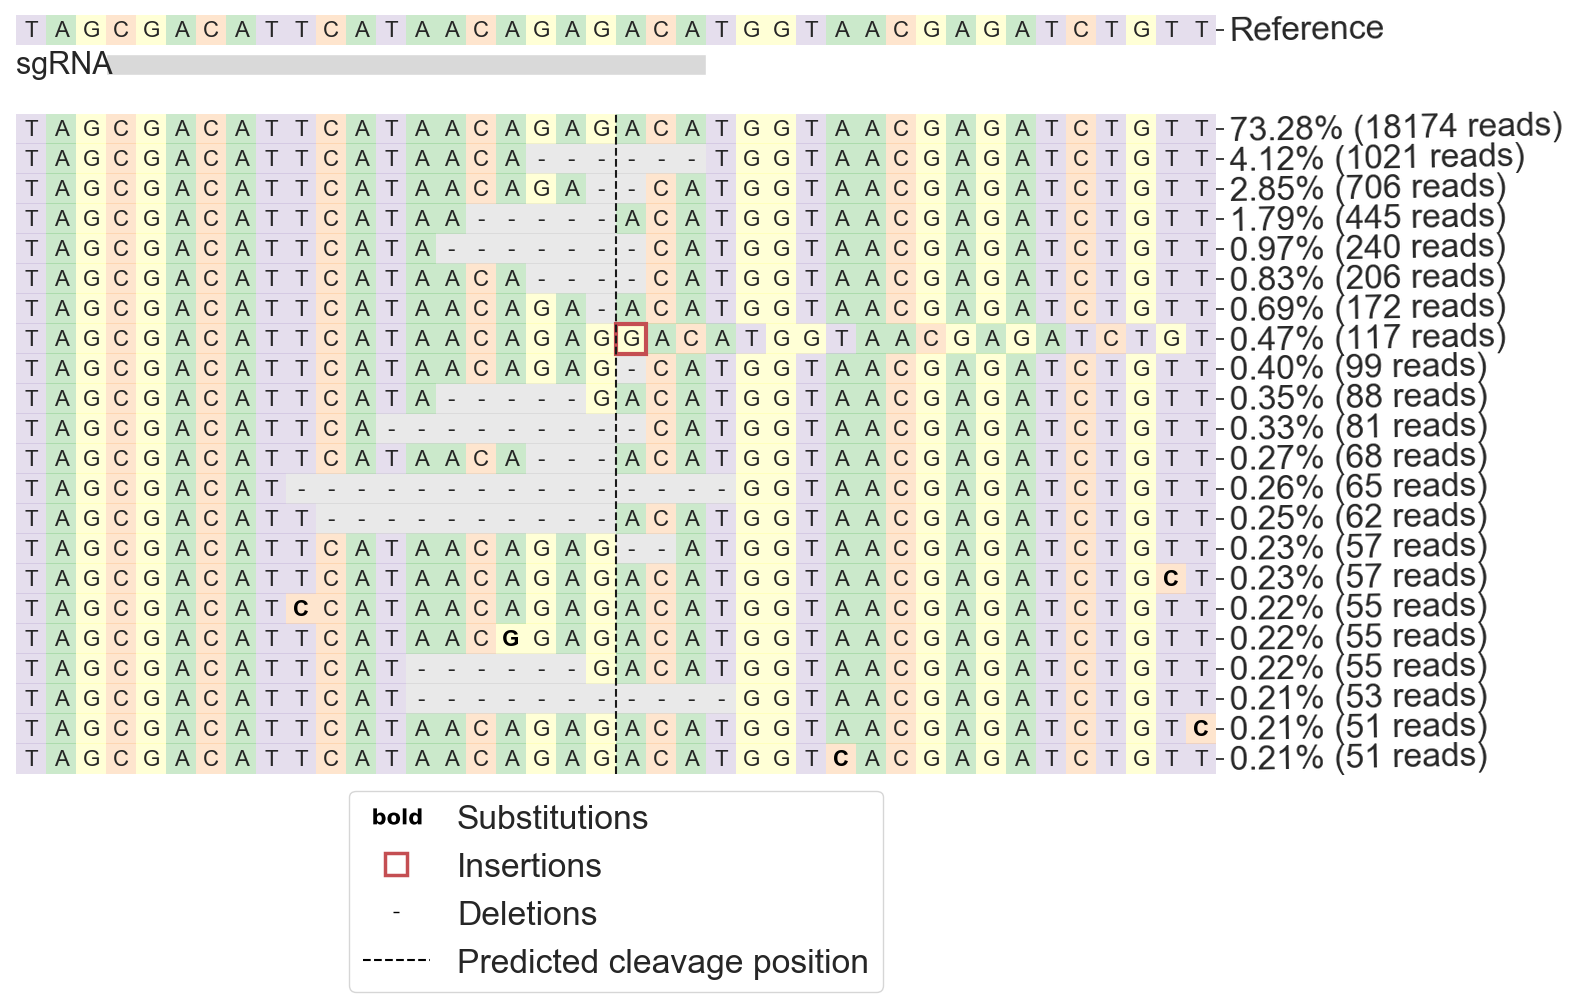 T A G C G A C A T T C A T A A C A G A G A C A T G G T A A C G A G A T C T G T T Reference
sgRNA
T A G C G A C A T T C A T A A C A G A G A C A T G G T A A C G A G A T C T G T T 73.28% (18174 reads)
T A G C G A C A T T C A T A A C A - - - - - - T G G T A A C G A G A T C T G T T 4.12% (1021 reads)
T A G C G A C A T T C A T A A C A G A - - C A T G G T A A C G A G A T C T G T T 2.85% (706 reads)
T A G C G A C A T T C A T A A - - - - - A C A T G G T A A C G A G A T C T G T T 1.79% (445 reads)
T A G C G A C A T T C A T A - - - - - - - C A T G G T A A C G A G A T C T G T T 0.97% (240 reads)
T A G C G A C A T T C A T A A C A - - - - C A T G G T A A C G A G A T C T G T T 0.83% (206 reads)
T A G C G A C A T T C A T A A C A G A - A C A T G G T A A C G A G A T C T G T T 0.69% (172 reads)
T A G C G A C A T T C A T A A C A G A G G A C A T G G T A A C G A G A T C T G T 0.47% (117 reads)
T A G C G A C A T T C A T A A C A G A G - C A T G G T A A C G A G A T C T G T T 0.40% (99 reads)
T A G C G A C A T T C A T A - - - - - G A C A T G G T A A C G A G A T C T G T T 0.35% (88 reads)
T A G C G A C A T T C A - - - - - - - - - C A T G G T A A C G A G A T C T G T T 0.33% (81 reads)
T A G C G A C A T T C A T A A C A - - - A C A T G G T A A C G A G A T C T G T T 0.27% (68 reads)
T A G C G A C A T - - - - - - - - - - - - - - - G G T A A C G A G A T C T G T T 0.26% (65 reads)
T A G C G A C A T T - - - - - - - - - - A C A T G G T A A C G A G A T C T G T T 0.25% (62 reads)
T A G C G A C A T T C A T A A C A G A G - - A T G G T A A C G A G A T C T G T T 0.23% (57 reads)
T A G C G A C A T T C A T A A C A G A G A C A T G G T A A C G A G A T C T G C T 0.23% (57 reads)
T A G C G A C A T C C A T A A C A G A G A C A T G G T A A C G A G A T C T G T T 0.22% (55 reads)
T A G C G A C A T T C A T A A C G G A G A C A T G G T A A C G A G A T C T G T T 0.22% (55 reads)
T A G C G A C A T T C A T - - - - - - G A C A T G G T A A C G A G A T C T G T T 0.22% (55 reads)
T A G C G A C A T T C A T - - - - - - - - - - - G G T A A C G A G A T C T G T T 0.21% (53 reads)
T A G C G A C A T T C A T A A C A G A G A C A T G G T A A C G A G A T C T G T C 0.21% (51 reads)
T A G C G A C A T T C A T A A C A G A G A C A T G G T C A C G A G A T C T G T T 0.21% (51 reads)
bold Substitutions
Insertions
- Deletions
Predicted cleavage position